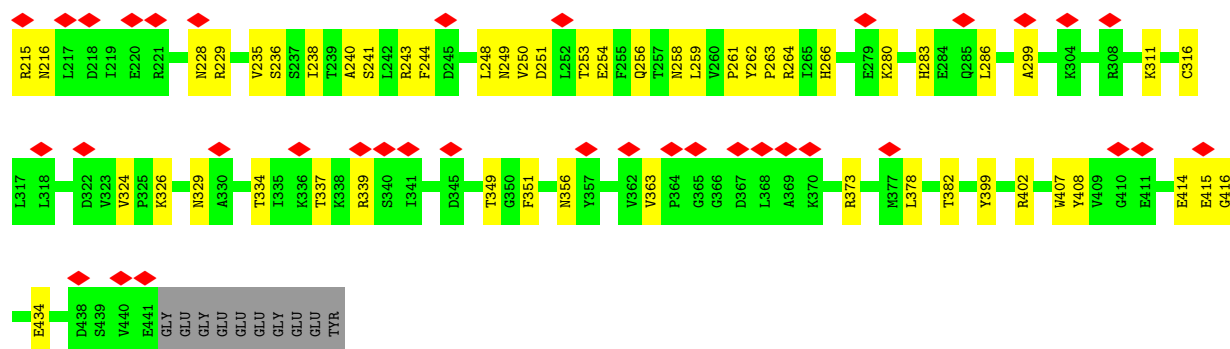 R215 N216 L217 D218 I219 E220 R221 N228 R229 V235 S236 S237 I238 T239 A240 S241 L242 R243 F244 D245 L248 N249 V250 D251 L252 T253 E254 F255 Q256 T257 N258 L259 V260 P261 Y262 P263 R264 I265 H266 E279 K280 H283 E284 Q285 L286 A299 K304 R308 K311 C316
L317 L318 D322 V323 V324 P325 K326 N329 A330 T334 I335 K336 T337 K338 R339 S340 I341 D345 T349 G350 F351 N356 Y357 V362 V363 P364 G365 G366 D367 L368 A369 K370 R373 M377 L378 T382 Y399 R402 W407 Y408 V409 G410 E411 E414 E415 G416
E434 D438 S439 V440 E441 GLY GLU GLY GLU GLU GLU GLY GLU GLU TYR